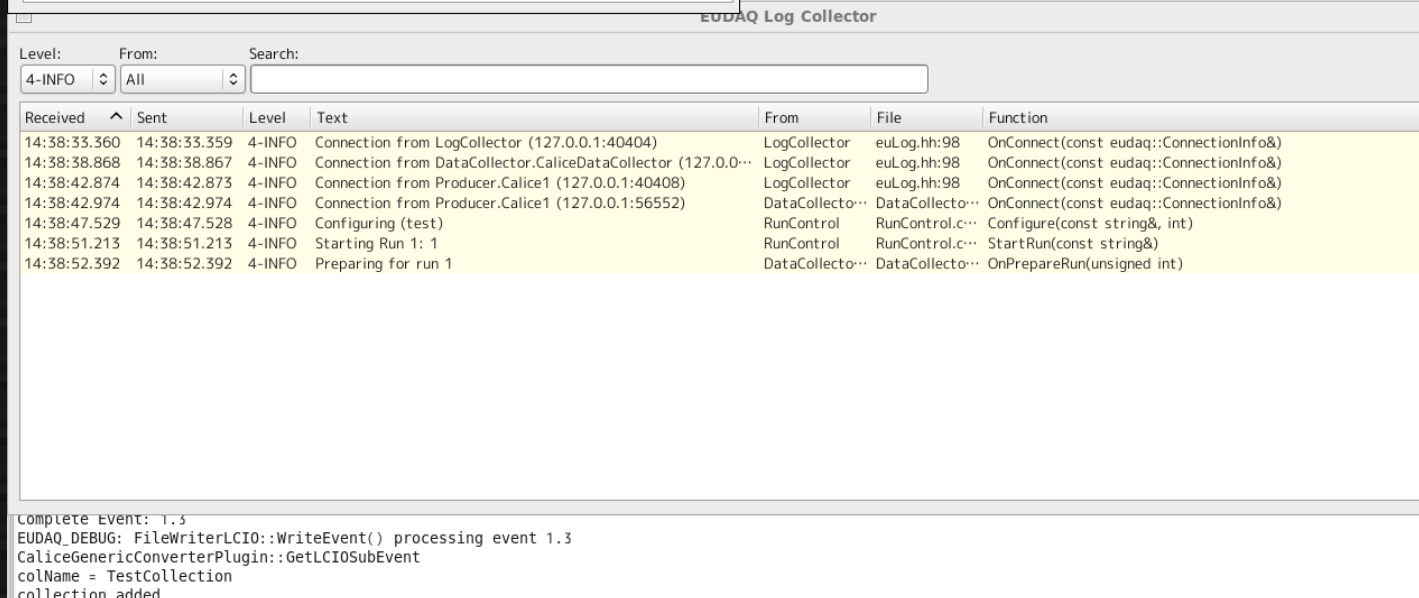 EUDAQ Log Collector
Level: From: Search:
4-INFO All
Received Sent Level Text From File Function
14:38:33.360 14:38:33.359 4-INFO Connection from LogCollector (127.0.0.1:40404) LogCollector euLog.hh:98 OnConnect(const eudaq::ConnectionInfo&)
14:38:38.868 14:38:38.867 4-INFO Connection from DataCollector.CaliceDataCollector (127.0.0··· LogCollector euLog.hh:98 OnConnect(const eudaq::ConnectionInfo&)
14:38:42.874 14:38:42.873 4-INFO Connection from Producer.Calice1 (127.0.0.1:40408) LogCollector euLog.hh:98 OnConnect(const eudaq::ConnectionInfo&)
14:38:42.974 14:38:42.974 4-INFO Connection from Producer.Calice1 (127.0.0.1:56552) DataCollecto··· DataCollecto··· OnConnect(const eudaq::ConnectionInfo&)
14:38:47.529 14:38:47.528 4-INFO Configuring (test) RunControl RunControl.c··· Configure(const string&, int)
14:38:51.213 14:38:51.213 4-INFO Starting Run 1: 1 RunControl RunControl.c··· StartRun(const string&)
14:38:52.392 14:38:52.392 4-INFO Preparing for run 1 DataCollecto··· DataCollecto··· OnPrepareRun(unsigned int)
Complete Event: 1.3
EUDAQ_DEBUG: FileWriterLCIO::WriteEvent() processing event 1.3
CaliceGenericConverterPlugin::GetLCIOSubEvent
colName = TestCollection
collection added